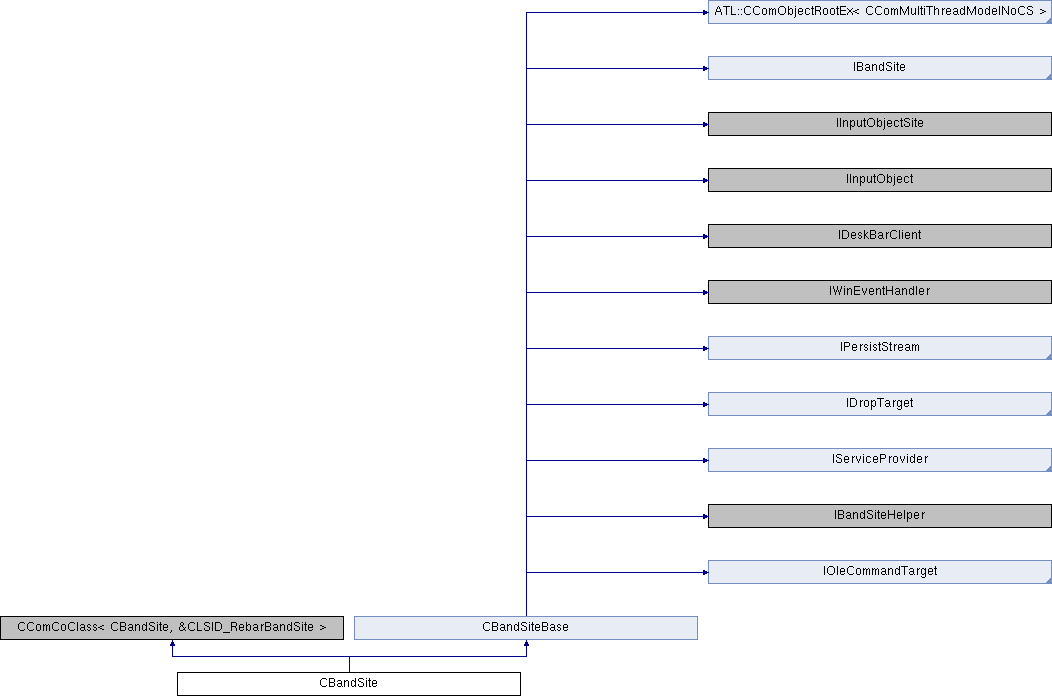 ATL::CComObjectRootEx< CComMultiThreadModelNoCS >
IBandSite
IInputObjectSite
IInputObject
IDeskBarClient
IWinEventHandler
IPersistStream
IDropTarget
IServiceProvider
IBandSiteHelper
IOleCommandTarget
CComCoClass< CBandSite, &CLSID_RebarBandSite >
CBandSiteBase
CBandSite